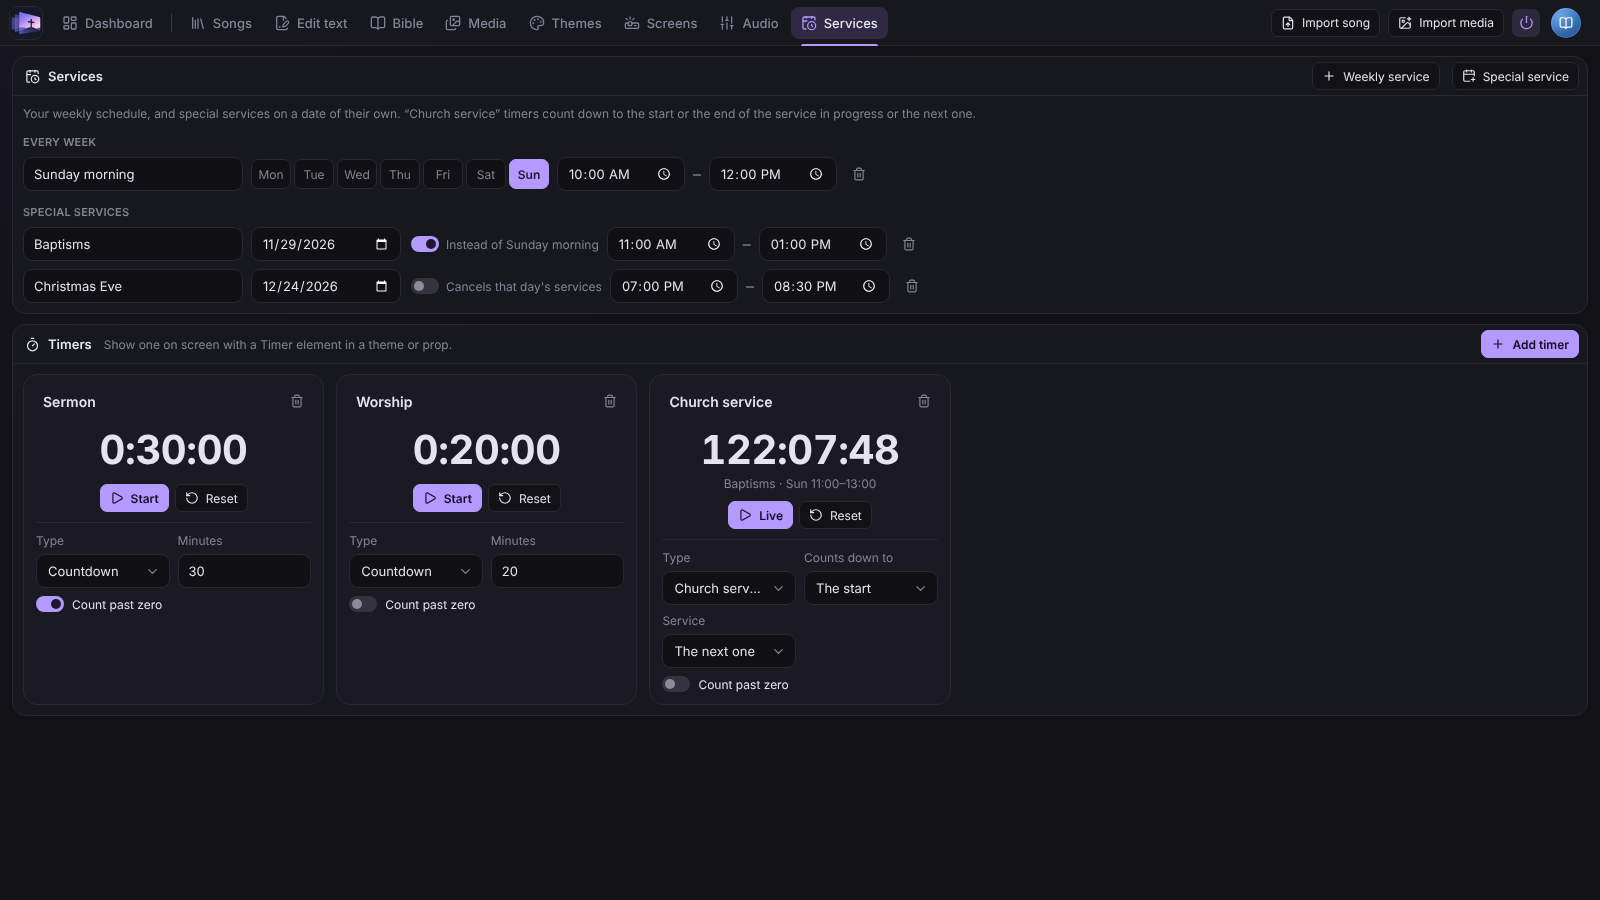 Dashboard Songs Edit text Bible Media Themes Screens Audio Services Import song Import media
Services Weekly service Special service
Your weekly schedule, and special services on a date of their own. “Church service” timers count down to the start or the end of the service in progress or the next one.
EVERY WEEK
Sunday morning Mon Tue Wed Thu Fri Sat Sun 10:00 AM – 12:00 PM
SPECIAL SERVICES
Baptisms 11/29/2026 Instead of Sunday morning 11:00 AM – 01:00 PM
Christmas Eve 12/24/2026 Cancels that day's services 07:00 PM – 08:30 PM
Timers Show one on screen with a Timer element in a theme or prop. Add timer
Sermon
0:30:00
Start Reset
Type Minutes
Countdown 30
Count past zero
Worship
0:20:00
Start Reset
Type Minutes
Countdown 20
Count past zero
Church service
122:07:48
Baptisms · Sun 11:00–13:00
Live Reset
Type Counts down to
Church serv... The start
Service
The next one
Count past zero